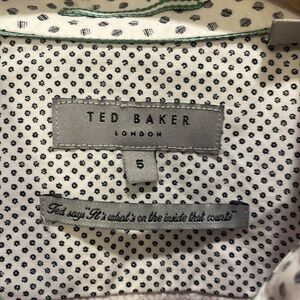 TED BAKER
LONDON
5
Ted says "It's what's on the inside that counts"